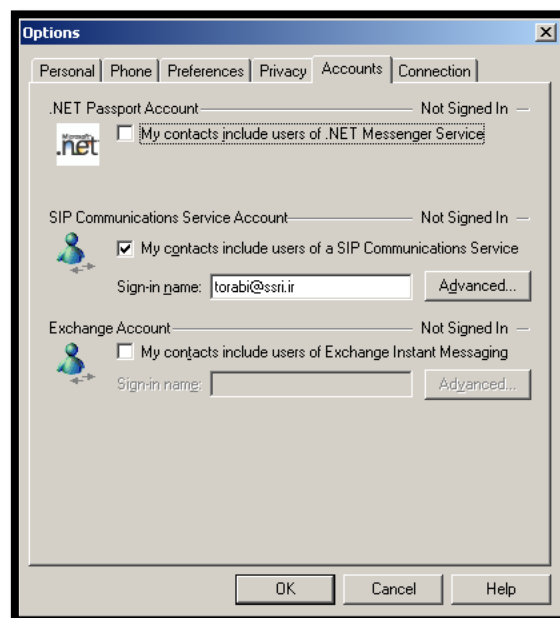 Options
Personal Phone Preferences Privacy Accounts Connection
.NET Passport Account Not Signed In
Microsoft
.net
My contacts include users of .NET Messenger Service
SIP Communications Service Account Not Signed In
My contacts include users of a SIP Communications Service
Sign-in name: torabi@ssri.ir Advanced...
Exchange Account Not Signed In
My contacts include users of Exchange Instant Messaging
Sign-in name: Advanced...
OK Cancel Help